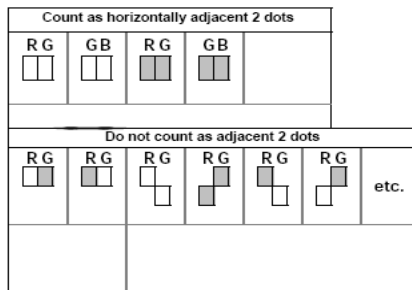 Count as horizontally adjacent 2 dots
R G G B R G G B
Do not count as adjacent 2 dots
R G R G R G R G R G R G
etc.